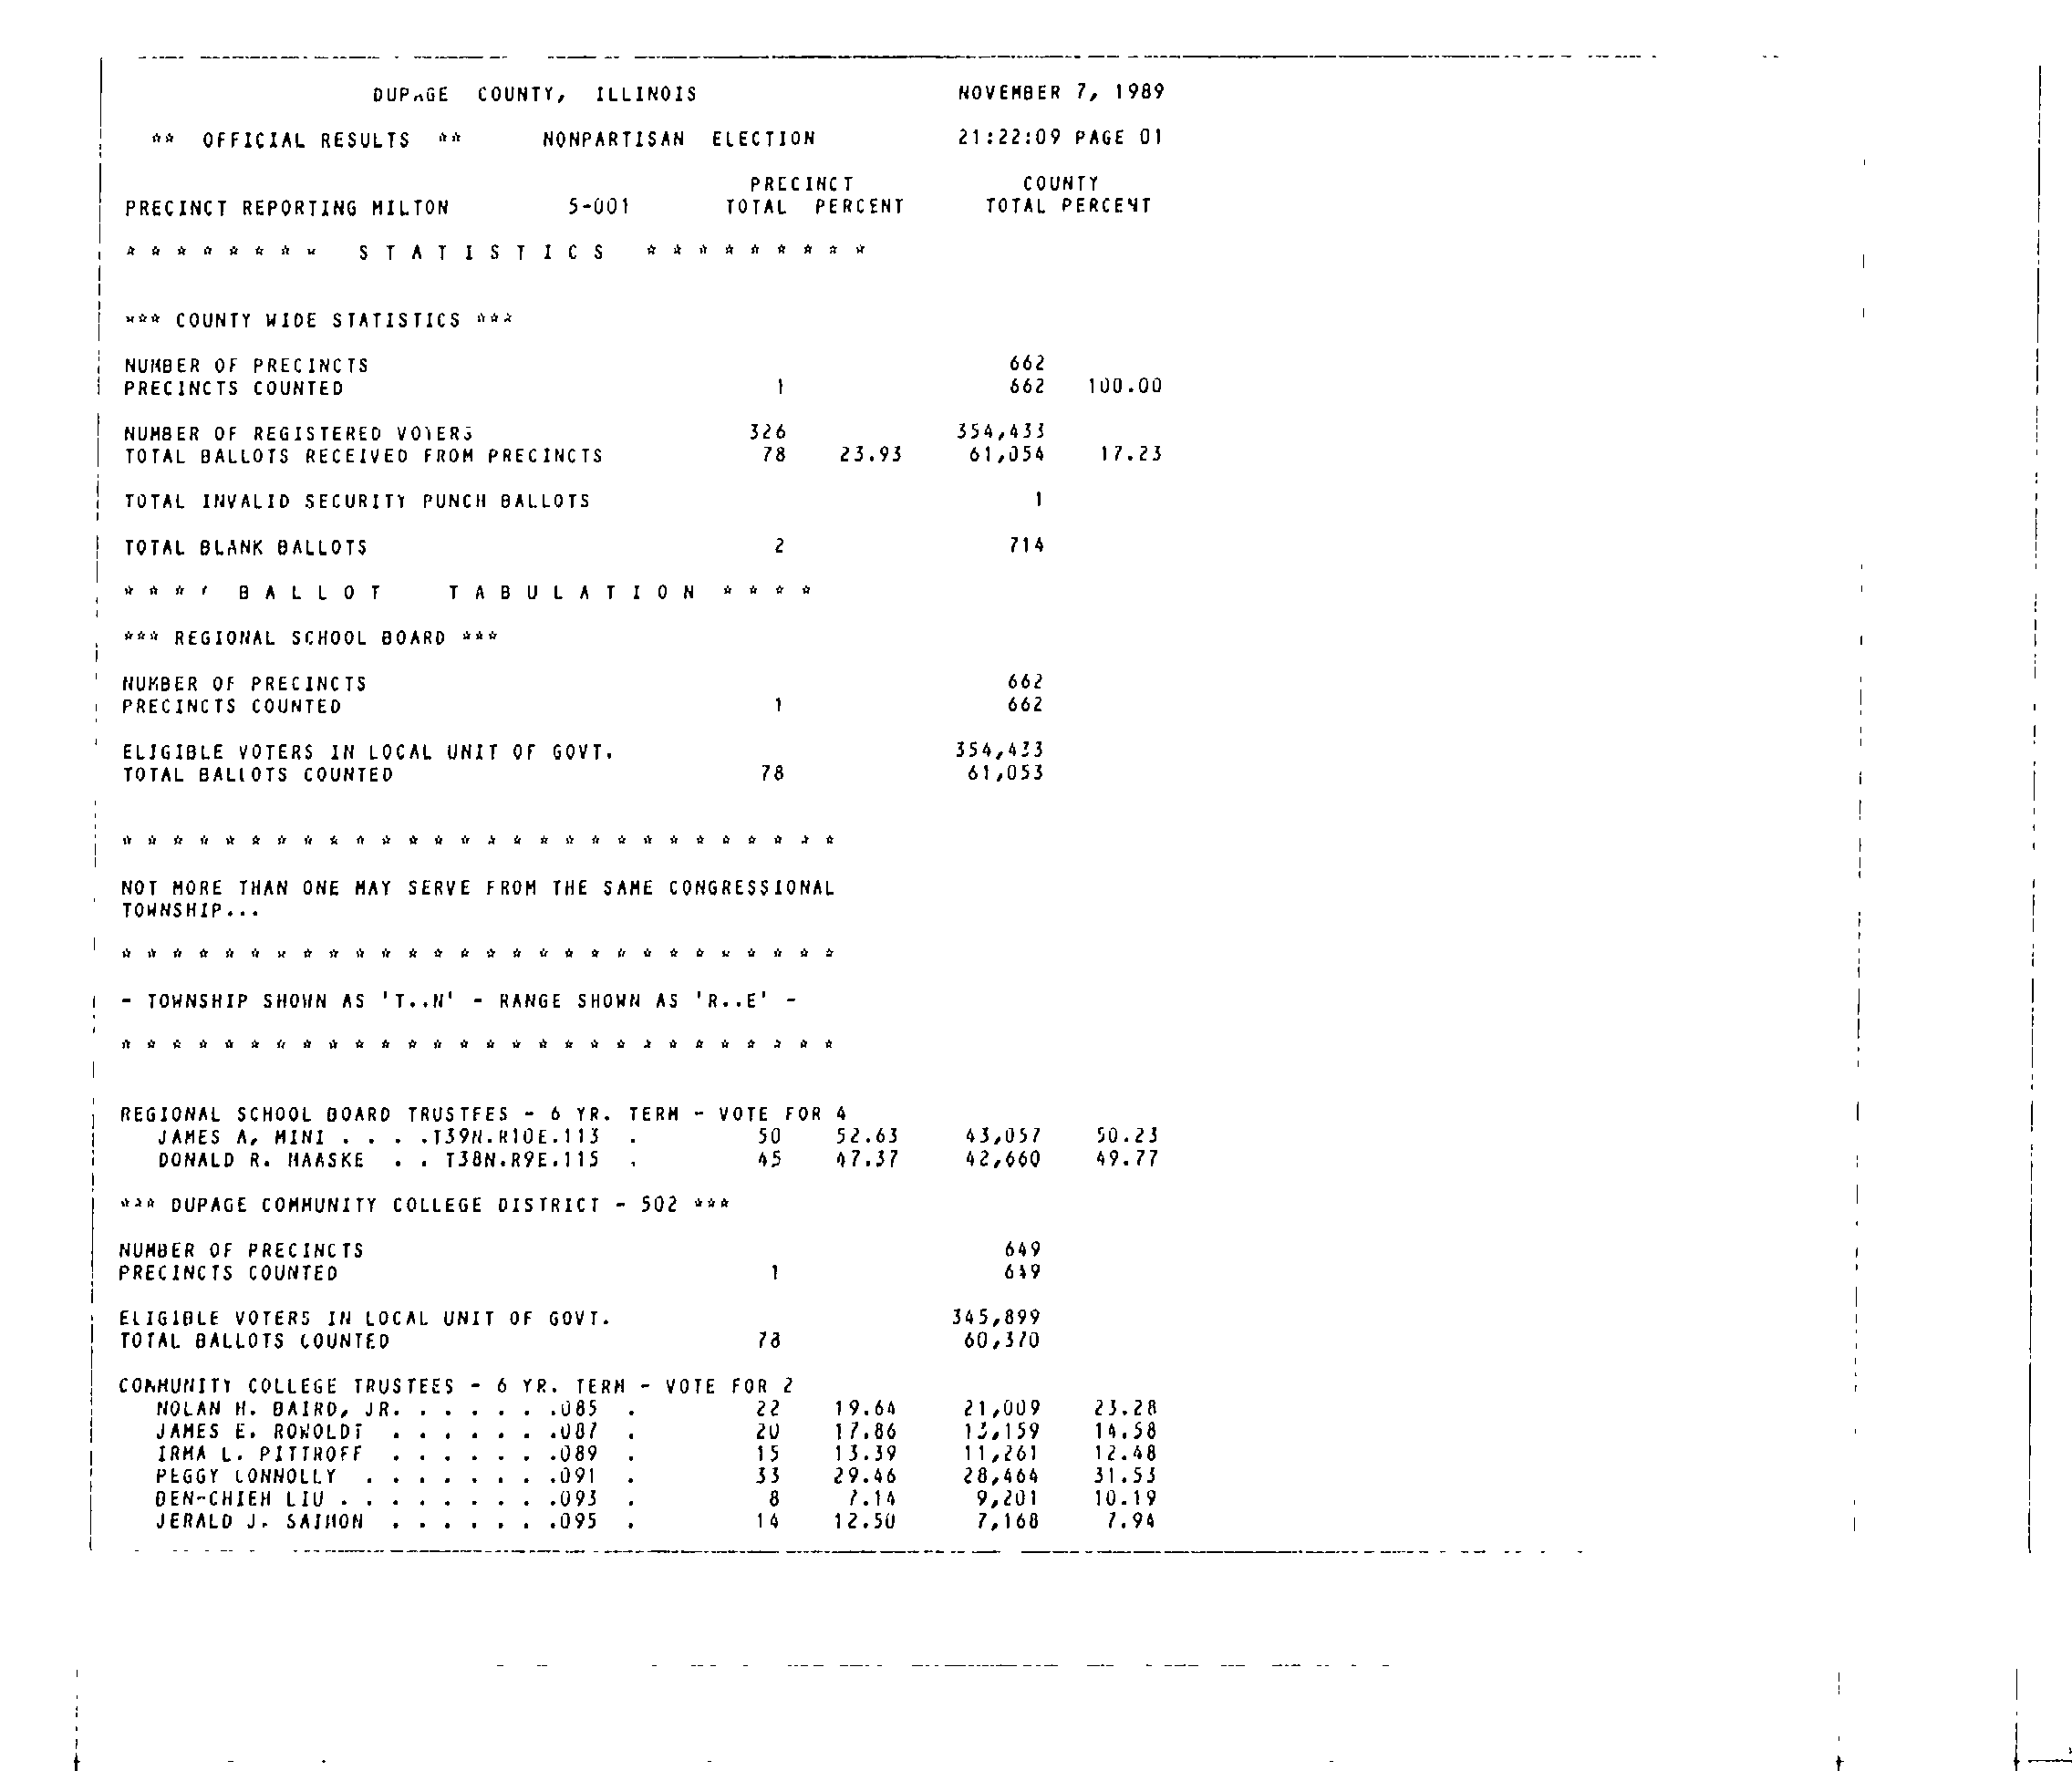 DUPAGE COUNTY, ILLINOIS NOVEMBER 7, 1989
** OFFICIAL RESULTS ** NONPARTISAN ELECTION 21:22:09 PAGE 01
PRECINCT COUNTY
PRECINCT REPORTING MILTON 5-001 TOTAL PERCENT TOTAL PERCENT
* * * * * * * * S T A T I S T I C S * * * * * * * * *
*** COUNTY WIDE STATISTICS ***
NUMBER OF PRECINCTS 662
PRECINCTS COUNTED 1 662 100.00
NUMBER OF REGISTERED VOTERS 326 354,433
TOTAL BALLOTS RECEIVED FROM PRECINCTS 78 23.93 61,054 17.23
TOTAL INVALID SECURITY PUNCH BALLOTS 1
TOTAL BLANK BALLOTS 2 714
* * * * B A L L O T T A B U L A T I O N * * * *
*** REGIONAL SCHOOL BOARD ***
NUMBER OF PRECINCTS 662
PRECINCTS COUNTED 1 662
ELIGIBLE VOTERS IN LOCAL UNIT OF GOVT. 354,433
TOTAL BALLOTS COUNTED 78 61,053
* * * * * * * * * * * * * * * * * * * * * * * * * * * *
NOT MORE THAN ONE MAY SERVE FROM THE SAME CONGRESSIONAL
TOWNSHIP...
* * * * * * * * * * * * * * * * * * * * * * * * * * * *
- TOWNSHIP SHOWN AS 'T..N' - RANGE SHOWN AS 'R..E' -
* * * * * * * * * * * * * * * * * * * * * * * * * * * *
REGIONAL SCHOOL BOARD TRUSTEES - 6 YR. TERM - VOTE FOR 4
JAMES A. MINI . . . .T39N.R10E.113 . 50 52.63 43,057 50.23
DONALD R. HAASKE . . T38N.R9E.115 . 45 47.37 42,660 49.77
*** DUPAGE COMMUNITY COLLEGE DISTRICT - 502 ***
NUMBER OF PRECINCTS 649
PRECINCTS COUNTED 1 649
ELIGIBLE VOTERS IN LOCAL UNIT OF GOVT. 345,899
TOTAL BALLOTS COUNTED 78 60,370
COMMUNITY COLLEGE TRUSTEES - 6 YR. TERM - VOTE FOR 2
NOLAN H. BAIRD, JR. . . . . . .085 . 22 19.64 21,009 23.28
JAMES E. ROWOLDT . . . . . . .087 . 20 17.86 13,159 14.58
IRMA L. PITTROFF . . . . . . .089 . 15 13.39 11,261 12.48
PEGGY CONNOLLY . . . . . . . .091 . 33 29.46 28,464 31.53
BEN-CHIEH LIU . . . . . . . . .093 . 8 7.14 9,201 10.19
JERALD J. SAIMON . . . . . . .095 . 14 12.50 7,168 7.94